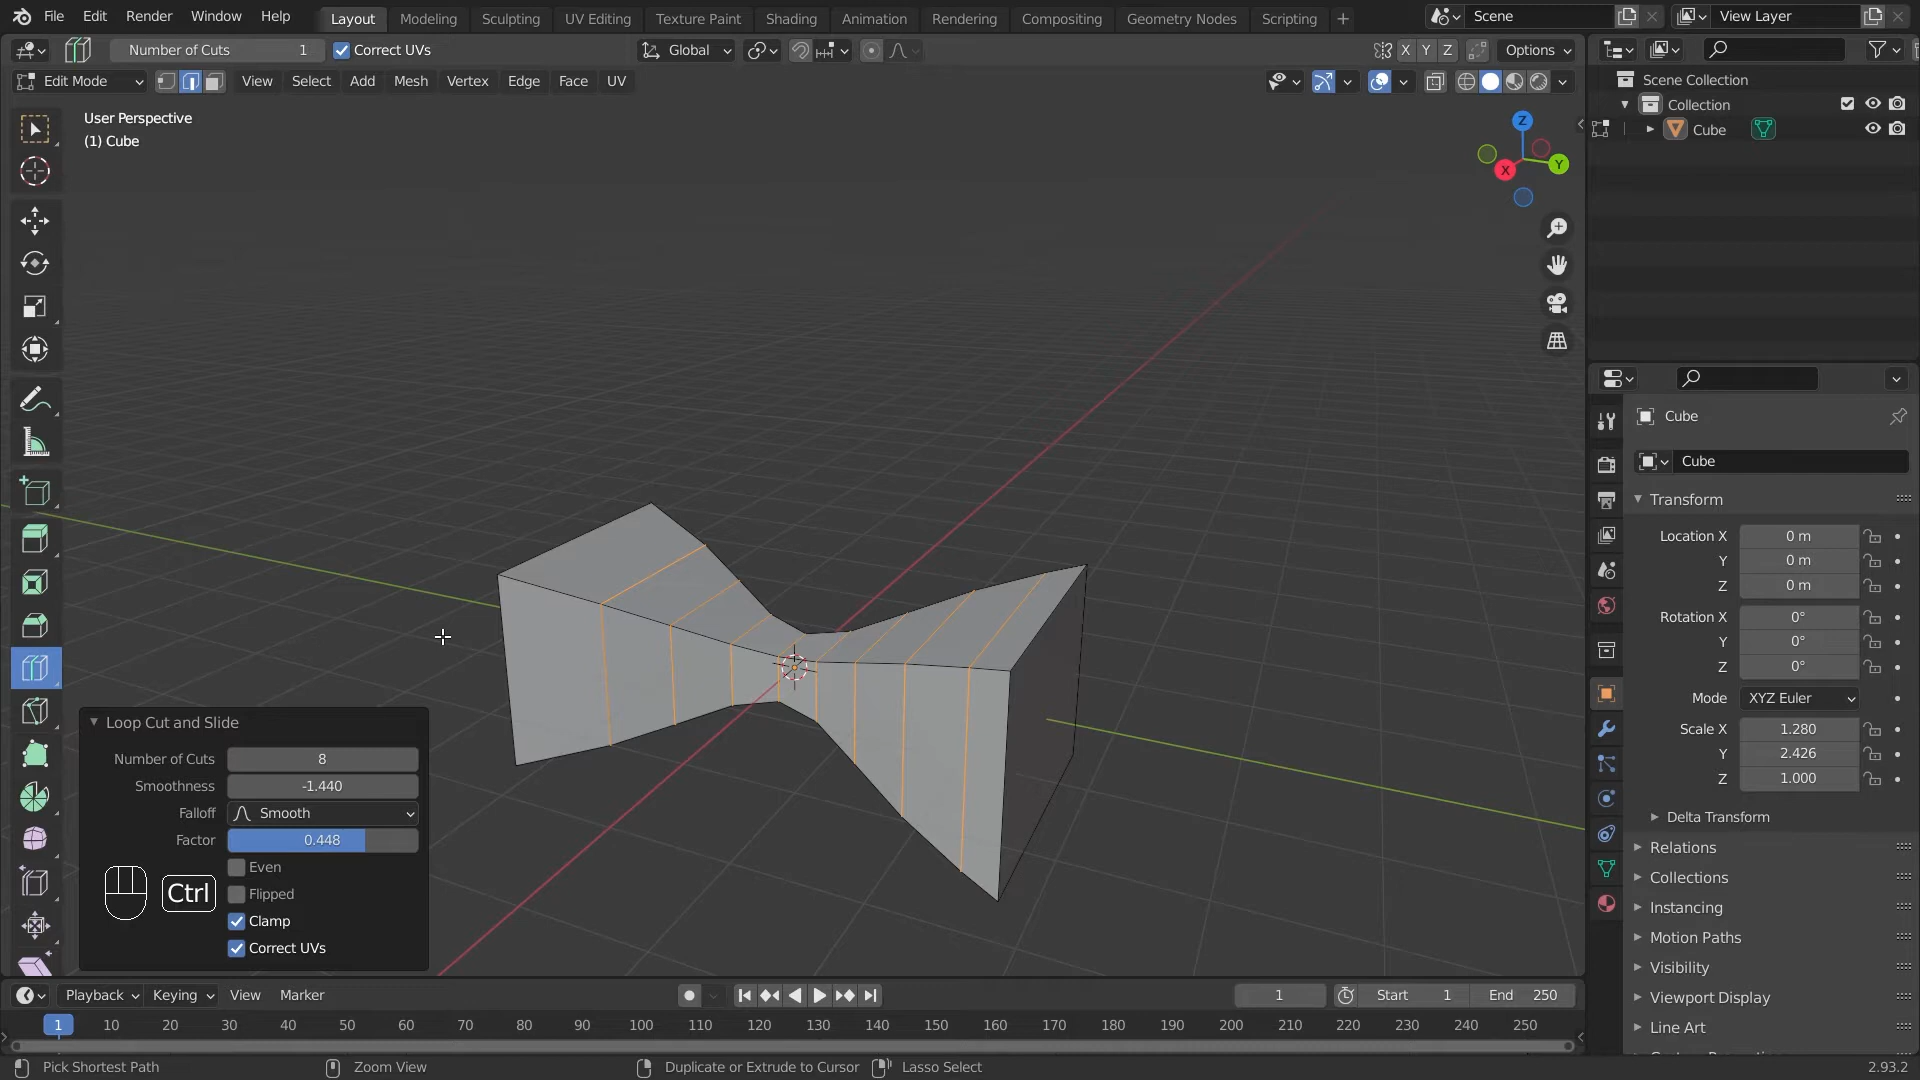 File Edit Render Window Help Layout Modeling Sculpting UV Editing Texture Paint Shading Animation Rendering Compositing Geometry Nodes Scripting + Scene View Layer
Number of Cuts 1 Correct UVs Global X Y Z Options
Edit Mode View Select Add Mesh Vertex Edge Face UV
Scene Collection
Collection
Cube
User Perspective
(1) Cube
Z
Y
X
Cube
Cube
Transform
Location X 0 m
Y 0 m
Z 0 m
Rotation X 0°
Y 0°
Z 0°
Mode XYZ Euler
Scale X 1.280
Y 2.426
Z 1.000
Delta Transform
Relations
Collections
Instancing
Motion Paths
Visibility
Viewport Display
Line Art
Loop Cut and Slide
Number of Cuts 8
Smoothness -1.440
Falloff Smooth
Factor 0.448
Even
Flipped
Clamp
Correct UVs
Ctrl
Playback Keying View Marker 1 Start 1 End 250
1 10 20 30 40 50 60 70 80 90 100 110 120 130 140 150 160 170 180 190 200 210 220 230 240 250
Pick Shortest Path Zoom View Duplicate or Extrude to Cursor Lasso Select 2.93.2